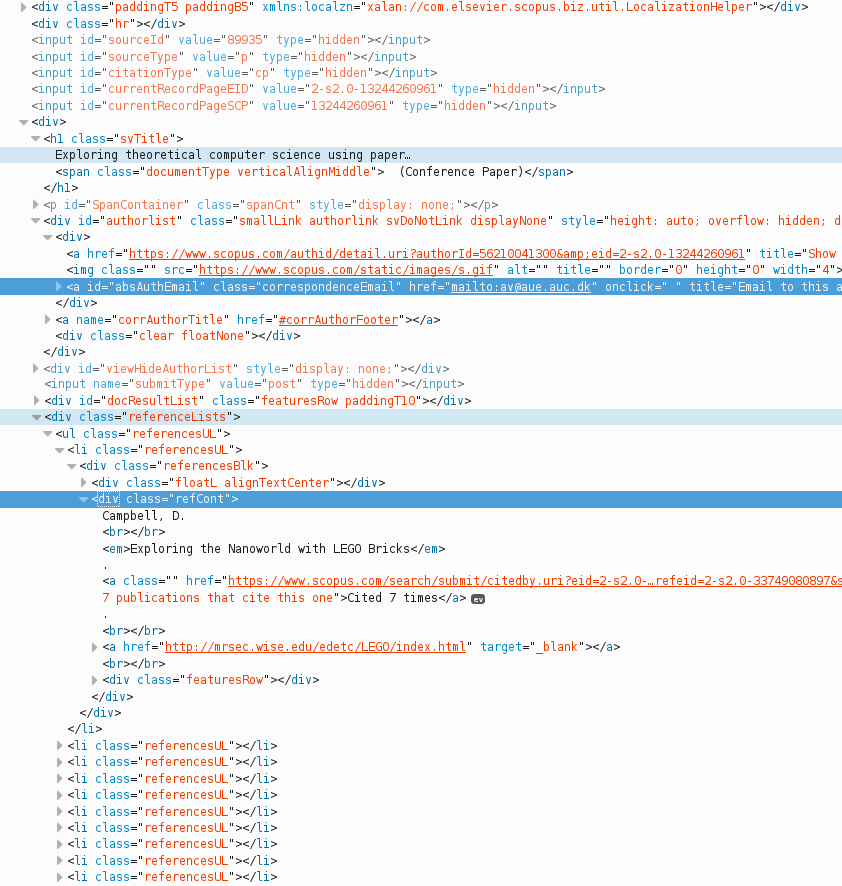 <div class="paddingT5 paddingB5" xmlns:localzn="xalan://com.elsevier.scopus.biz.util.LocalizationHelper"></div>
<div class="hr"></div>
<input id="sourceId" value="89935" type="hidden"></input>
<input id="sourceType" value="p" type="hidden"></input>
<input id="citationType" value="cp" type="hidden"></input>
<input id="currentRecordPageEID" value="2-s2.0-13244260961" type="hidden"></input>
<input id="currentRecordPageSCP" value="13244260961" type="hidden"></input>
<div>
<h1 class="svTitle">
Exploring theoretical computer science using paper…
<span class="documentType verticalAlignMiddle"> (Conference Paper)</span>
</h1>
<p id="SpanContainer" class="spanCnt" style="display: none;"></p>
<div id="authorlist" class="smallLink authorlink svDoNotLink displayNone" style="height: auto; overflow: hidden; d
<div>
<a href="https://www.scopus.com/authid/detail.uri?authorId=56210041300&amp;eid=2-s2.0-13244260961" title="Show
<img class="" src="https://www.scopus.com/static/images/s.gif" alt="" title="" border="0" height="0" width="4">
<a id="absAuthEmail" class="correspondenceEmail" href="mailto:av@aue.auc.dk" onclick=" " title="Email to this a
</div>
<a name="corrAuthorTitle" href="#corrAuthorFooter"></a>
<div class="clear floatNone"></div>
</div>
<div id="viewHideAuthorList" style="display: none;"></div>
<input name="submitType" value="post" type="hidden"></input>
<div id="docResultList" class="featuresRow paddingT10"></div>
<div class="referenceLists">
<ul class="referencesUL">
<li class="referencesUL">
<div class="referencesBlk">
<div class="floatL alignTextCenter"></div>
<div class="refCont">
Campbell, D.
<br></br>
<em>Exploring the Nanoworld with LEGO Bricks</em>
.
<a class="" href="https://www.scopus.com/search/submit/citedby.uri?eid=2-s2.0-…refeid=2-s2.0-33749080897&s
7 publications that cite this one">Cited 7 times</a> ev
.
<br></br>
<a href="http://mrsec.wise.edu/edetc/LEGO/index.html" target="_blank"></a>
<br></br>
<div class="featuresRow"></div>
</div>
</div>
</li>
<li class="referencesUL"></li>
<li class="referencesUL"></li>
<li class="referencesUL"></li>
<li class="referencesUL"></li>
<li class="referencesUL"></li>
<li class="referencesUL"></li>
<li class="referencesUL"></li>
<li class="referencesUL"></li>
<li class="referencesUL"></li>